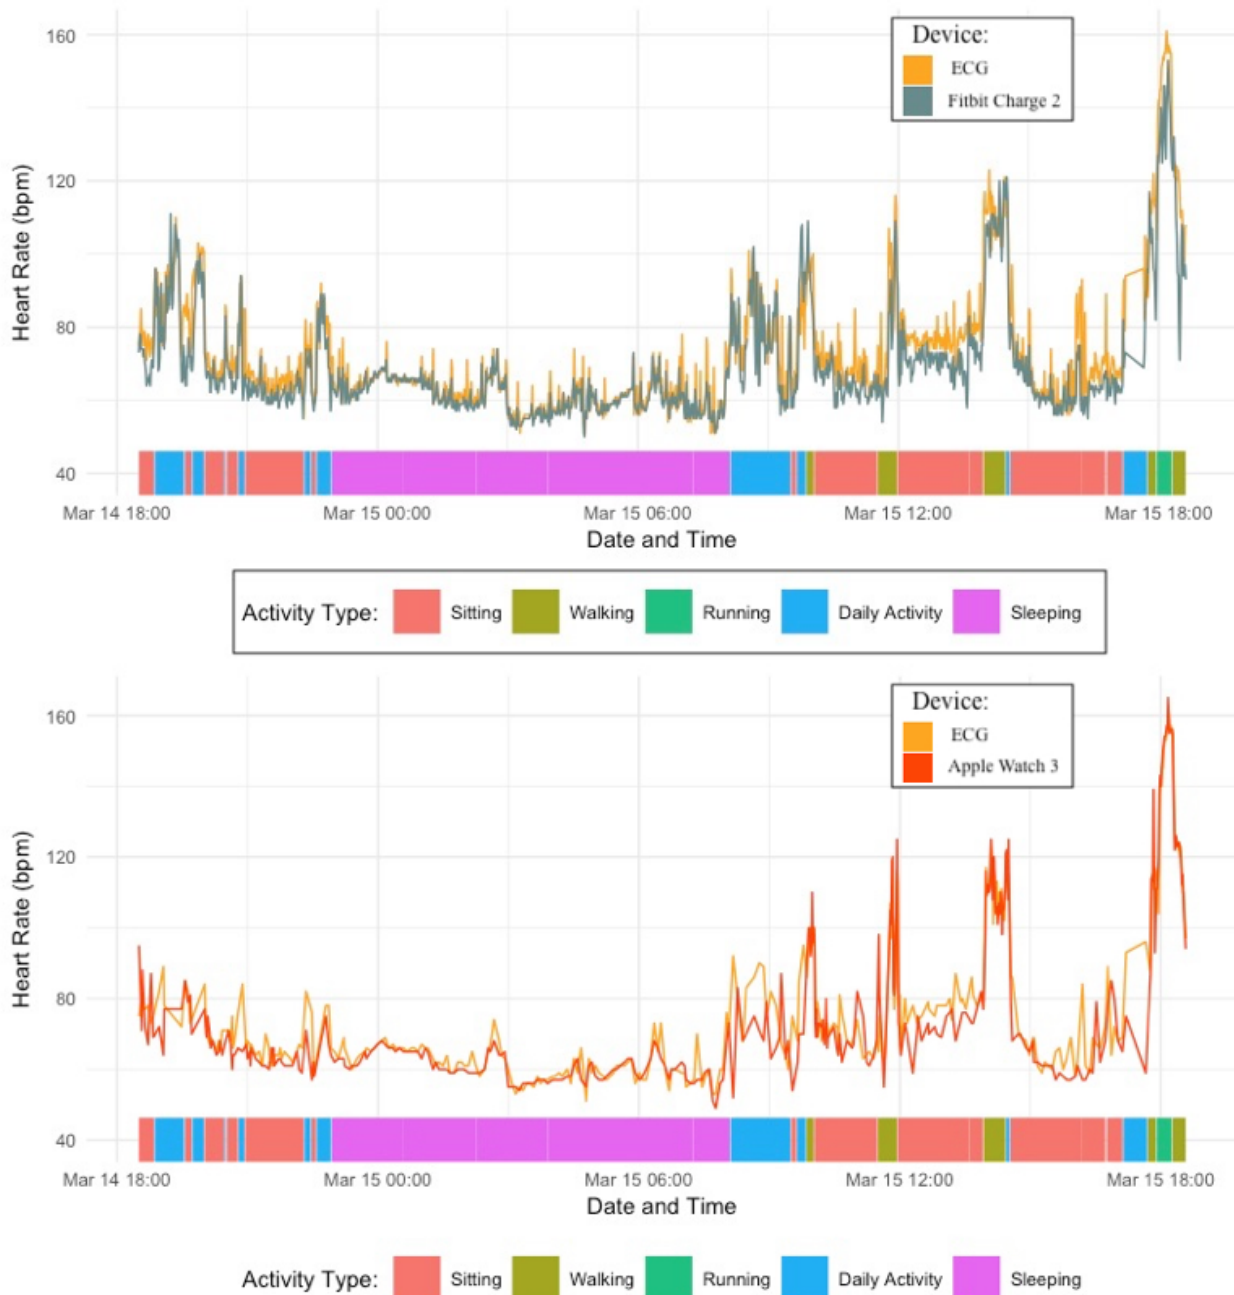 Device:
ECG
Fitbit Charge 2
160
120
80
40
Heart Rate (bpm)
Mar 14 18:00 Mar 15 00:00 Mar 15 06:00 Mar 15 12:00 Mar 15 18:00
Date and Time
Activity Type: Sitting Walking Running Daily Activity Sleeping
Device:
ECG
Apple Watch 3
160
120
80
40
Heart Rate (bpm)
Mar 14 18:00 Mar 15 00:00 Mar 15 06:00 Mar 15 12:00 Mar 15 18:00
Date and Time
Activity Type: Sitting Walking Running Daily Activity Sleeping